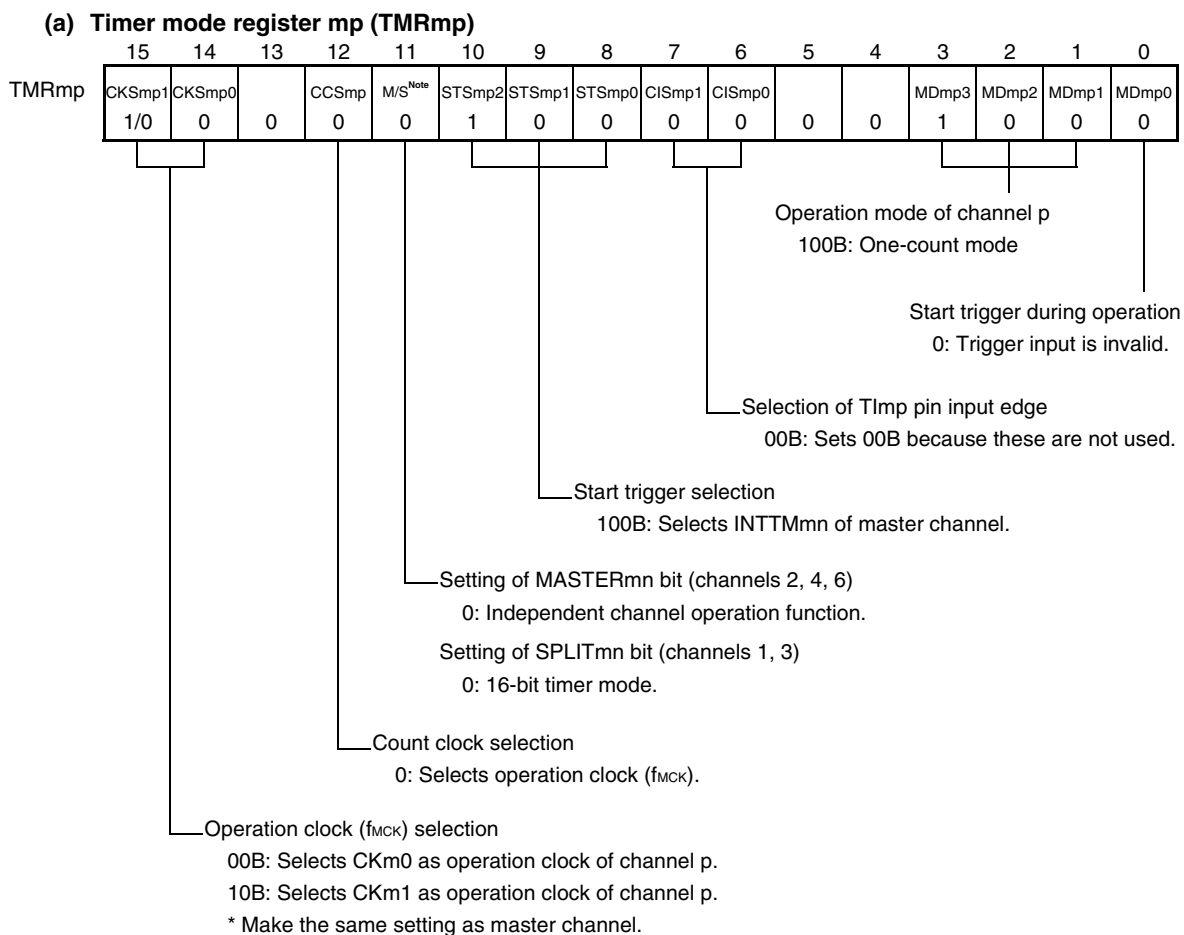 (a) Timer mode register mp (TMRmp)
15 14 13 12 11 10 9 8 7 6 5 4 3 2 1 0
TMRmp CKSmp1 CKSmp0 CCSmp M/S Note STSmp2 STSmp1 STSmp0 CISmp1 CISmp0 MDmp3 MDmp2 MDmp1 MDmp0
1/0 0 0 0 0 1 0 0 0 0 0 0 1 0 0 0
Operation mode of channel p
100B: One-count mode
Start trigger during operation
0: Trigger input is invalid.
Selection of TImp pin input edge
00B: Sets 00B because these are not used.
Start trigger selection
100B: Selects INTTMmn of master channel.
Setting of MASTERmn bit (channels 2, 4, 6)
0: Independent channel operation function.
Setting of SPLITmn bit (channels 1, 3)
0: 16-bit timer mode.
Count clock selection
0: Selects operation clock (fMCK).
Operation clock (fMCK) selection
00B: Selects CKm0 as operation clock of channel p.
10B: Selects CKm1 as operation clock of channel p.
* Make the same setting as master channel.